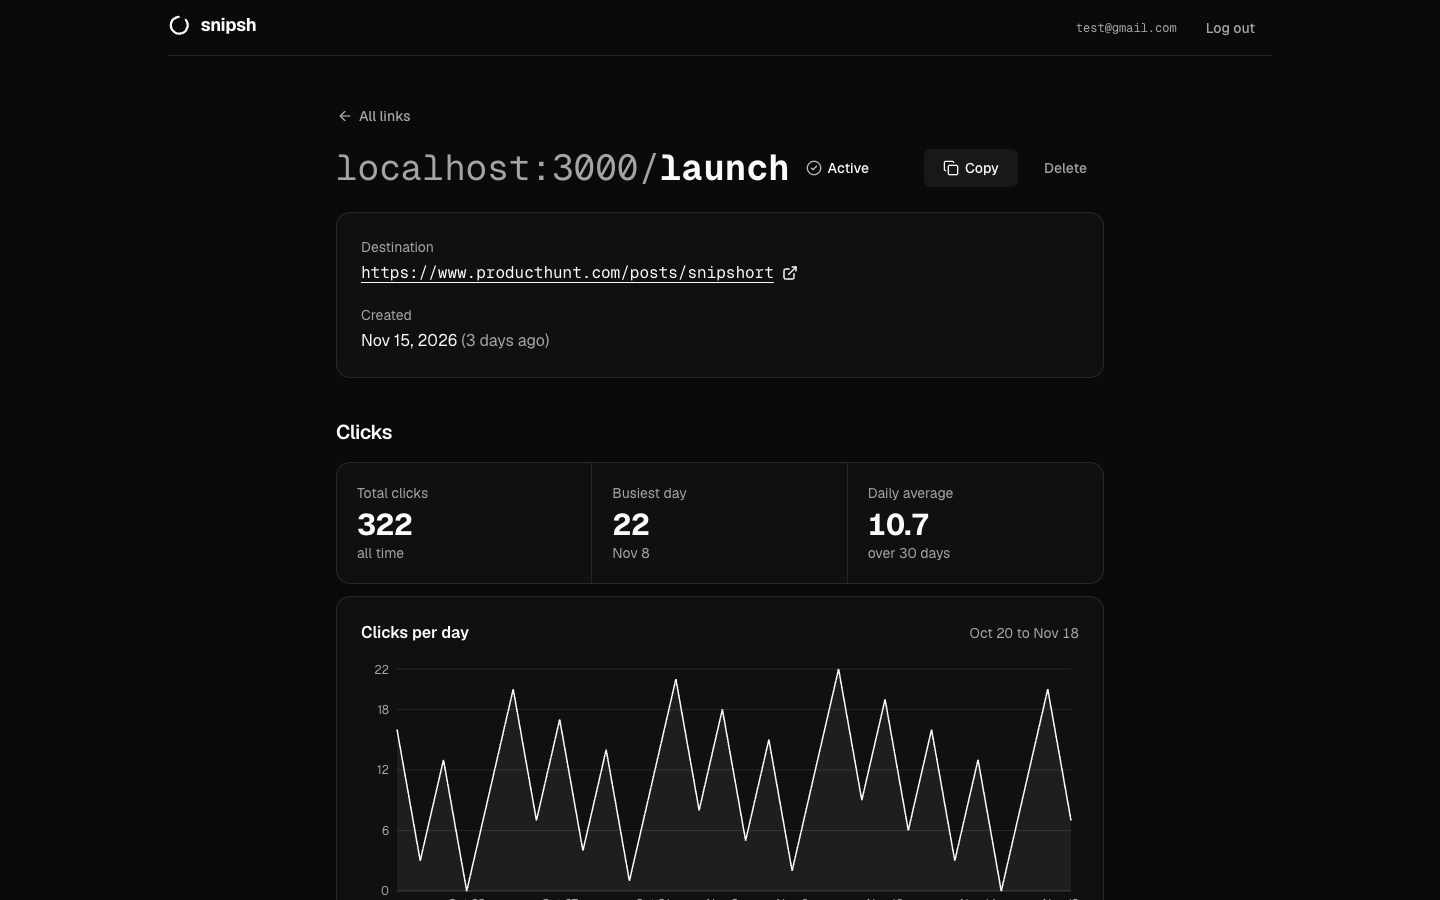 snipsh
test@gmail.com
Log out
All links
localhost:3000/launch
Active
Copy
Delete
Destination
https://www.producthunt.com/posts/snipshort
Created
Nov 15, 2026 (3 days ago)
Clicks
Total clicks
322
all time
Busiest day
22
Nov 8
Daily average
10.7
over 30 days
Clicks per day
Oct 20 to Nov 18
22
18
12
6
0